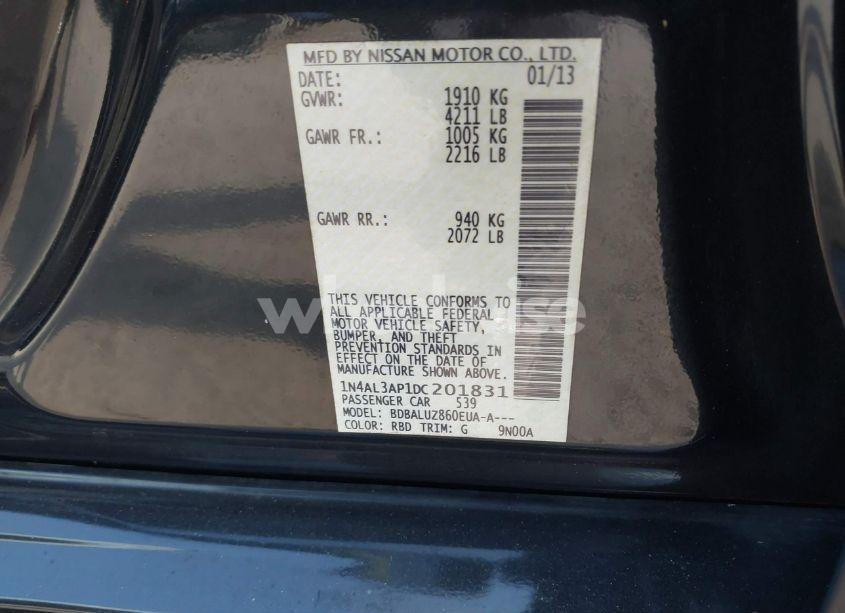 MFD BY NISSAN MOTOR CO., LTD.
DATE: 01/13
GVWR: 1910 KG
4211 LB
GAWR FR.: 1005 KG
2216 LB
GAWR RR.: 940 KG
2072 LB
THIS VEHICLE CONFORMS TO
ALL APPLICABLE FEDERAL
MOTOR VEHICLE SAFETY,
BUMPER, AND THEFT
PREVENTION STANDARDS IN
EFFECT ON THE DATE OF
MANUFACTURE SHOWN ABOVE.
1N4AL3AP1DC201831
PASSENGER CAR 539
MODEL: BDBALUZ860EUA-A---
COLOR: RBD TRIM: G 9N00A